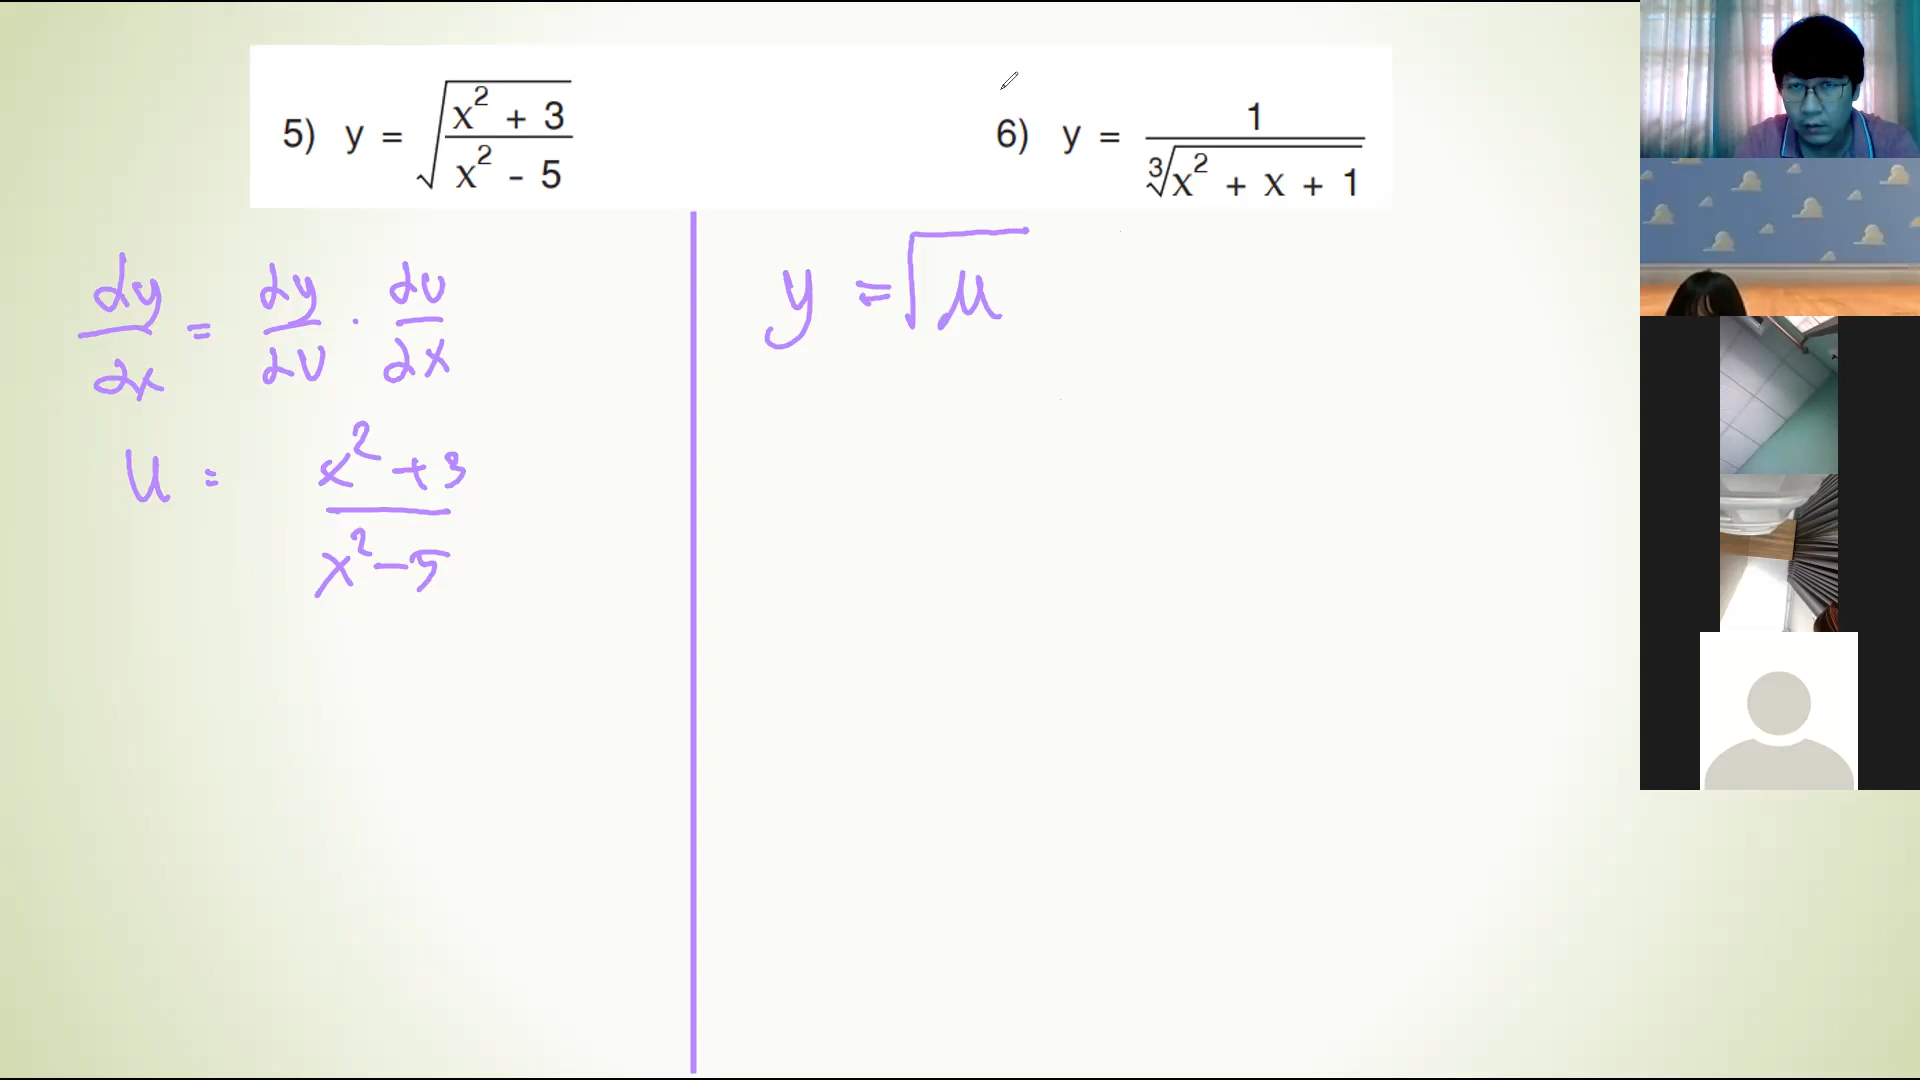 5) y = √((x² + 3)/(x² - 5))
6) y = 1/∛(x² + x + 1)
dy/dx = dy/du · du/dx
u = (x² + 3)/(x² - 5)
y = √u